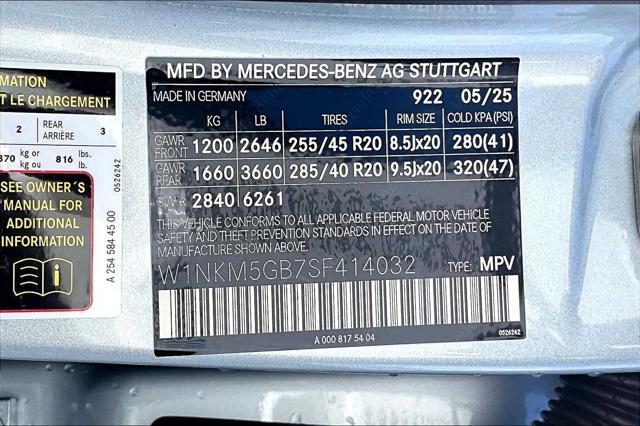 MATION
T LE CHARGEMENT
2 REAR ARRIÈRE 3
370 kg or kg ou 816 lbs. lb.
SEE OWNER'S
MANUAL FOR
ADDITIONAL
INFORMATION
0526242
A 254 584 45 00
MFD BY MERCEDES-BENZ AG STUTTGART
MADE IN GERMANY 922 05/25
KG LB TIRES RIM SIZE COLD KPA(PSI)
GAWR FRONT 1200 2646 255/45 R20 8.5Jx20 280(41)
GAWR REAR 1660 3660 285/40 R20 9.5Jx20 320(47)
GVWR 2840 6261
THIS VEHICLE CONFORMS TO ALL APPLICABLE FEDERAL MOTOR VEHICLE
SAFETY AND THEFT PREVENTION STANDARDS IN EFFECT ON THE DATE OF
MANUFACTURE SHOWN ABOVE.
W1NKM5GB7SF414032 TYPE: MPV
A 000 817 54 04
0526242